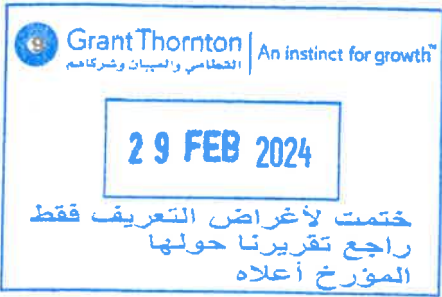 Grant Thornton
القطامي والعيبان وشركاهم
An instinct for growth™
29 FEB 2024
ختمت لأغراض التعريف فقط
راجع تقريرنا حولها
المؤرخ أعلاه